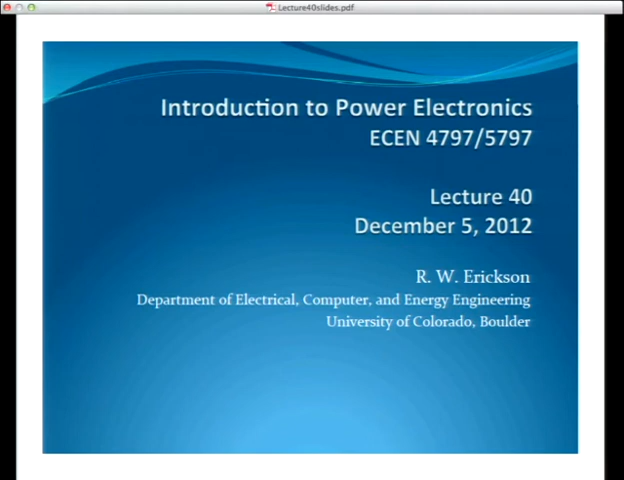 Lecture40slides.pdf
Introduction to Power Electronics
ECEN 4797/5797
Lecture 40
December 5, 2012
R. W. Erickson
Department of Electrical, Computer, and Energy Engineering
University of Colorado, Boulder